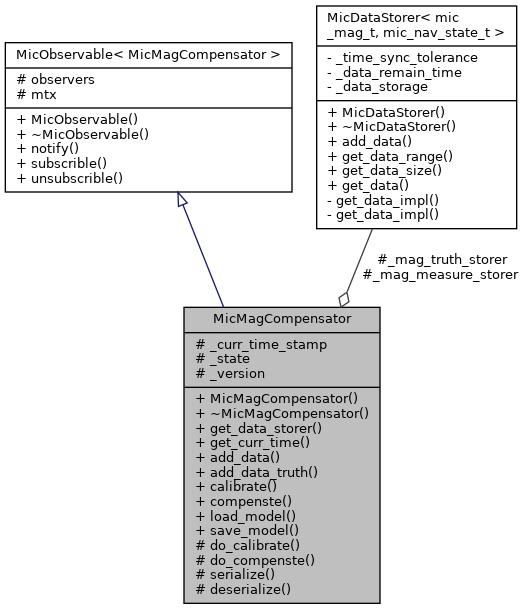 MicObservable< MicMagCompensator >
# observers
# mtx
+ MicObservable()
+ ~MicObservable()
+ notify()
+ subscrible()
+ unsubscrible()
MicDataStorer< mic
_mag_t, mic_nav_state_t >
- _time_sync_tolerance
- _data_remain_time
- _data_storage
+ MicDataStorer()
+ ~MicDataStorer()
+ add_data()
+ get_data_range()
+ get_data_size()
+ get_data()
- get_data_impl()
- get_data_impl()
#_mag_truth_storer
#_mag_measure_storer
MicMagCompensator
# _curr_time_stamp
# _state
# _version
+ MicMagCompensator()
+ ~MicMagCompensator()
+ get_data_storer()
+ get_curr_time()
+ add_data()
+ add_data_truth()
+ calibrate()
+ compenste()
+ load_model()
+ save_model()
# do_calibrate()
# do_compenste()
# serialize()
# deserialize()